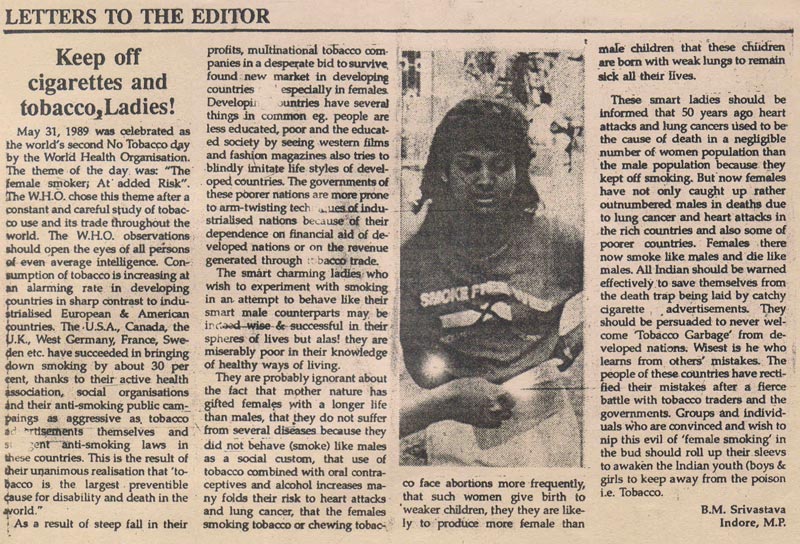 LETTERS TO THE EDITOR
Keep off
cigarettes and
tobacco, Ladies!
May 31, 1989 was celebrated as
the world's second No Tobacco day
by the World Health Organisation.
The theme of the day was: "The
female smoker; At added Risk".
The W.H.O. chose this theme after a
constant and careful study of tobac-
co use and its trade throughout the
world. The W.H.O. observations
should open the eyes of all persons
of even average intelligence. Con-
sumption of tobacco is increasing at
an alarming rate in developing
countries in sharp contrast to indu-
strialised European & American
countries. The U.S.A., Canada, the
U.K., West Germany, France, Swe-
den etc. have succeeded in bringing
down smoking by about 30 per
cent, thanks to their active health
association, social organisations
and their anti-smoking public cam-
paings as aggressive as tobacco
themselves and
anti-smoking laws in
these countries. This is the result of
their unanimous realisation that 'to-
bacco is the largest preventible
cause for disability and death in the
world."
As a result of steep fall in their
profits, multinational tobacco com-
panies in a desperate bid to survive,
found new market in developing
countries especially in females.
countries have several
things in common eg. people are
less educated, poor and the educat-
ed society by seeing western films
and fashion magazines also tries to
blindly imitate life styles of devel-
oped countries. The governments of
these poorer nations are more prone
to arm-twisting of indu-
strialised nations because of their
dependence on financial aid of de-
veloped nations or on the revenue
generated through tobacco trade.
The smart charming ladies who
wish to experiment with smoking
in an attempt to behave like their
smart male counterparts may be
indeed wise & successful in their
spheres of lives but alas! they are
miserably poor in their knowledge
of healthy ways of living.
They are probably ignorant about
the fact that mother nature has
gifted females with a longer life
than males, that they do not suffer
from several diseases because they
did not behave (smoke) like males
as a social custom, that use of
tobacco combined with oral contra-
ceptives and alcohol increases ma-
ny folds their risk to heart attacks
and lung cancer, that the females
smoking tobacco or chewing tobac-
SMOKE
co face abortions more frequently,
that such women give birth to
weaker children, they they are like-
ly to produce more female than
male children that these children
are born with weak lungs to remain
sick all their lives.
These smart ladies should be
informed that 50 years ago heart
attacks and lung cancers used to be
the cause of death in a negligible
number of women population than
the male population because they
kept off smoking. But now females
have not only caught up rather
outnumbered males in deaths due
to lung cancer and heart attacks in
the rich countries and also some of
poorer countries. Females there
now smoke like males and die like
males. All Indian should be warned
effectively to save themselves from
the death trap being laid by catchy
cigarette advertisements. They
should be persuaded to never wel-
come 'Tobacco Garbage' from de-
veloped nations. Wisest is he who
learns from others' mistakes. The
people of these countries have recti-
fied their mistakes after a fierce
battle with tobacco traders and the
governments. Groups and individ-
uals who are convinced and wish to
nip this evil of 'female smoking' in
the bud should roll up their sleevs
to awaken the Indian youth (boys &
girls to keep away from the poison
i.e. Tobacco.
B.M. Srivastava
Indore, M.P.